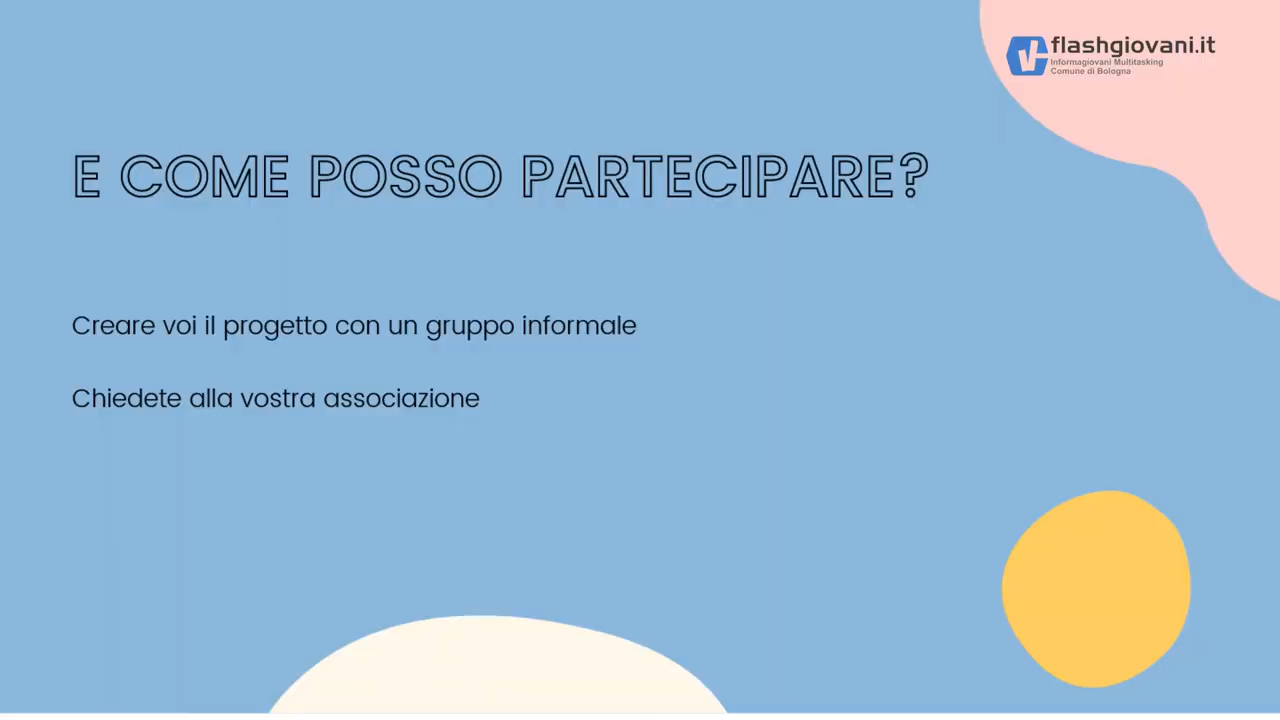 flashgiovani.it
Informagiovani Multitasking
Comune di Bologna
E COME POSSO PARTECIPARE?
Creare voi il progetto con un gruppo informale
Chiedete alla vostra associazione